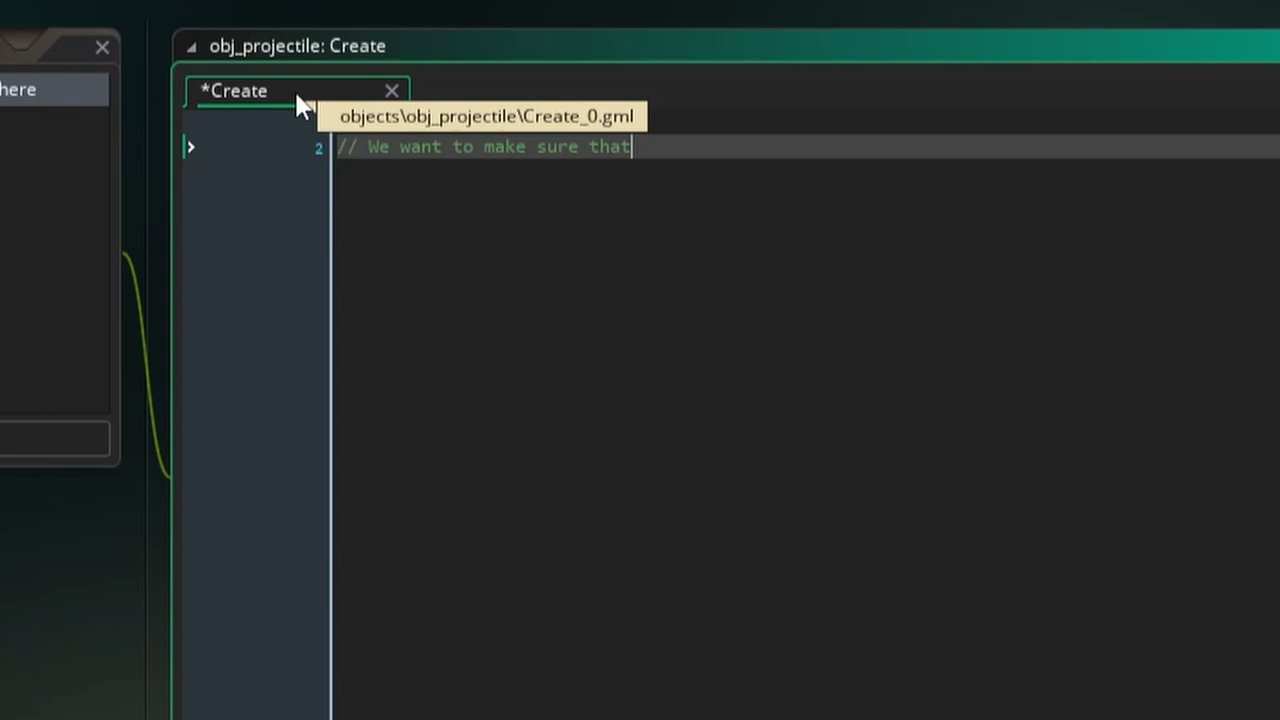 obj_projectile: Create
here
*Create
objects\obj_projectile\Create_0.gml
2 // We want to make sure that